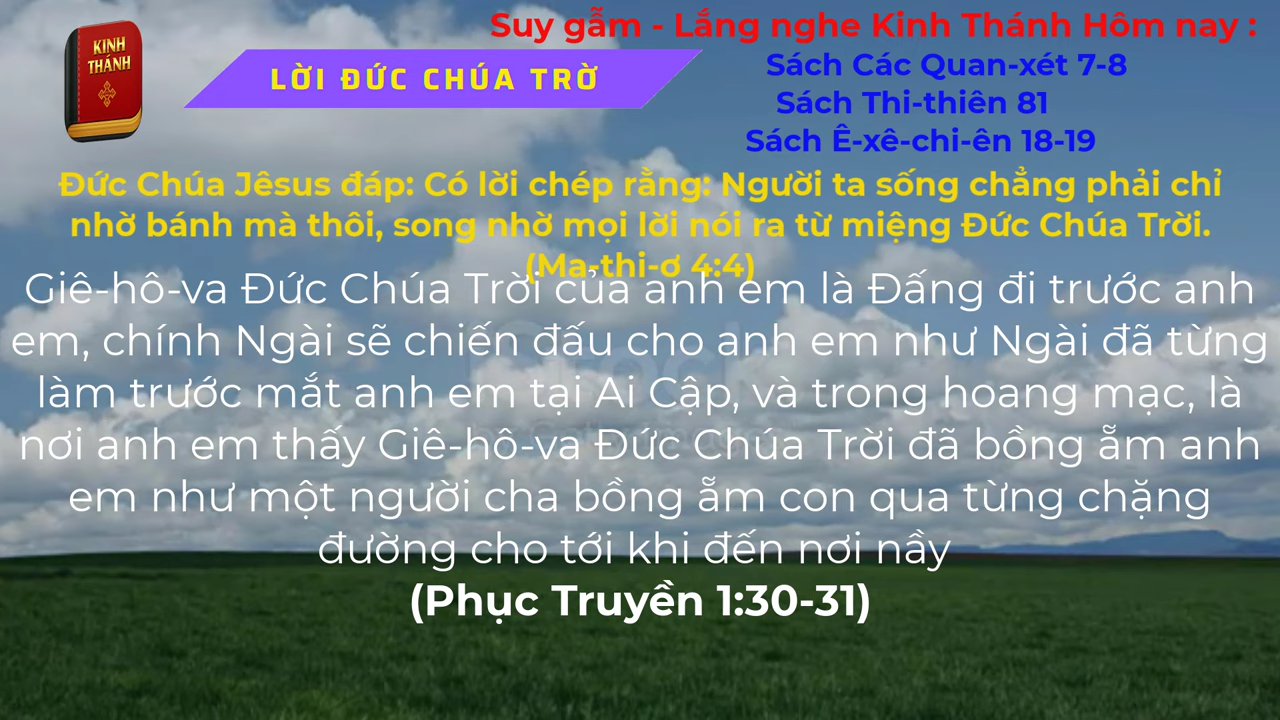 Suy gẫm - Lắng nghe Kinh Thánh Hôm nay :
KINH
THÁNH
LỜI ĐỨC CHÚA TRỜ
Sách Các Quan-xét 7-8
Sách Thi-thiên 81
Sách Ê-xê-chi-ên 18-19
Đức Chúa Jêsus đáp: Có lời chép rằng: Người ta sống chẳng phải chỉ
nhờ bánh mà thôi, song nhờ mọi lời nói ra từ miệng Đức Chúa Trời.
(Ma-thi-ơ 4:4)
Giê-hô-va Đức Chúa Trời của anh em là Đấng đi trước anh
em, chính Ngài sẽ chiến đấu cho anh em như Ngài đã từng
làm trước mắt anh em tại Ai Cập, và trong hoang mạc, là
nơi anh em thấy Giê-hô-va Đức Chúa Trời đã bồng ẵm anh
em như một người cha bồng ẵm con qua từng chặng
đường cho tới khi đến nơi nầy
(Phục Truyền 1:30-31)